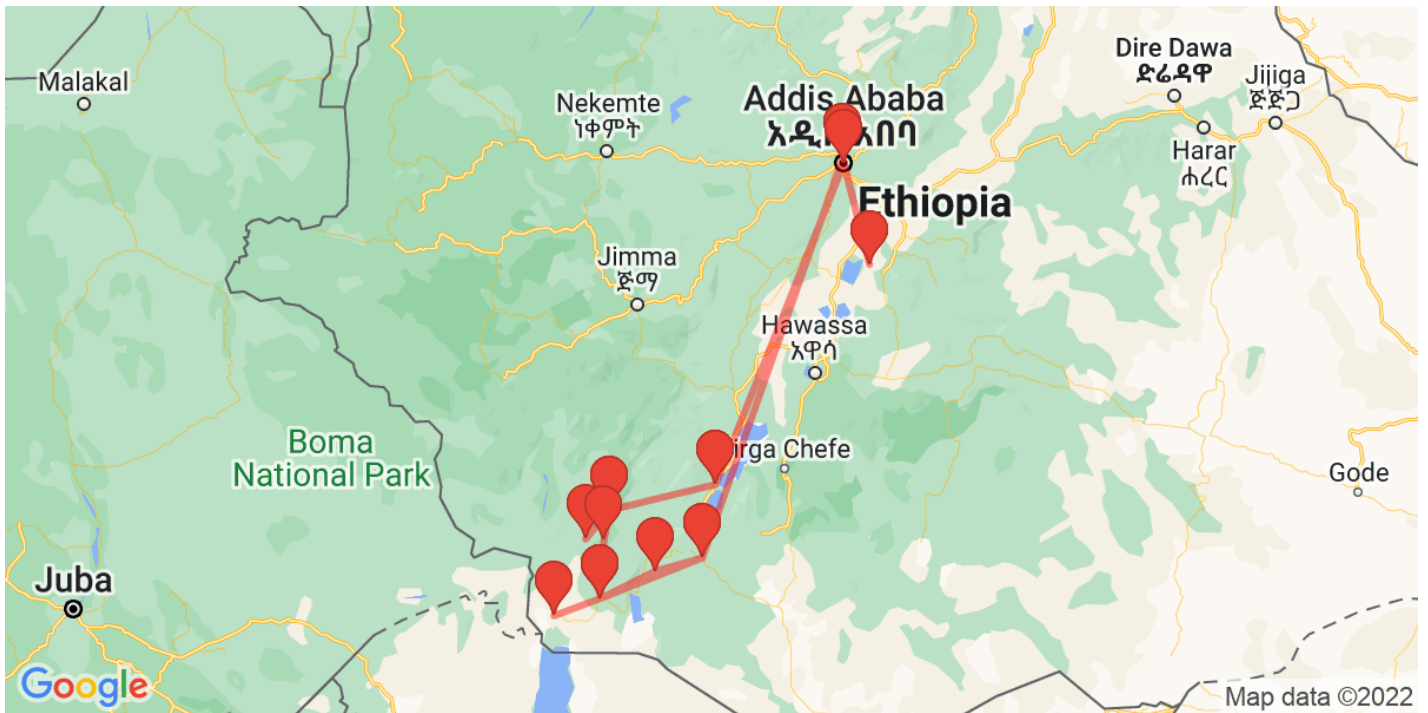 Malakal
Nekemte
ነቀምት
Addis Ababa
Dire Dawa
ድሬዳዋ
Jijiga
ጅጅጋ
Harar
ሐረር
Ethiopia
Jimma
ጅማ
Hawassa
አዋሳ
Boma
National Park
irga Chefe
Gode
Juba
Google
Map data ©2022